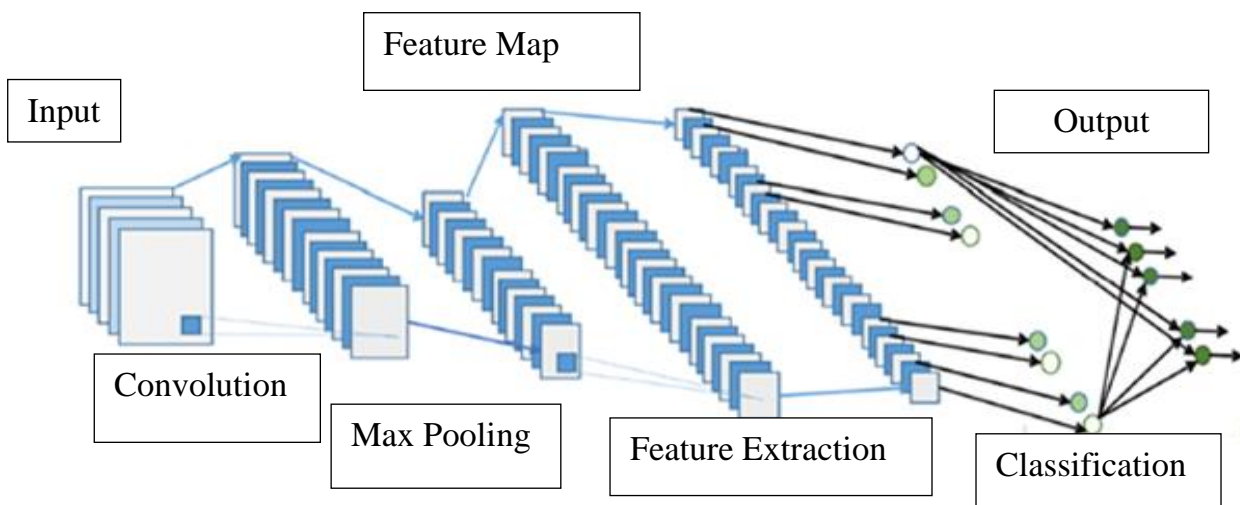 Feature Map
Input
Output
Convolution
Max Pooling
Feature Extraction
Classification